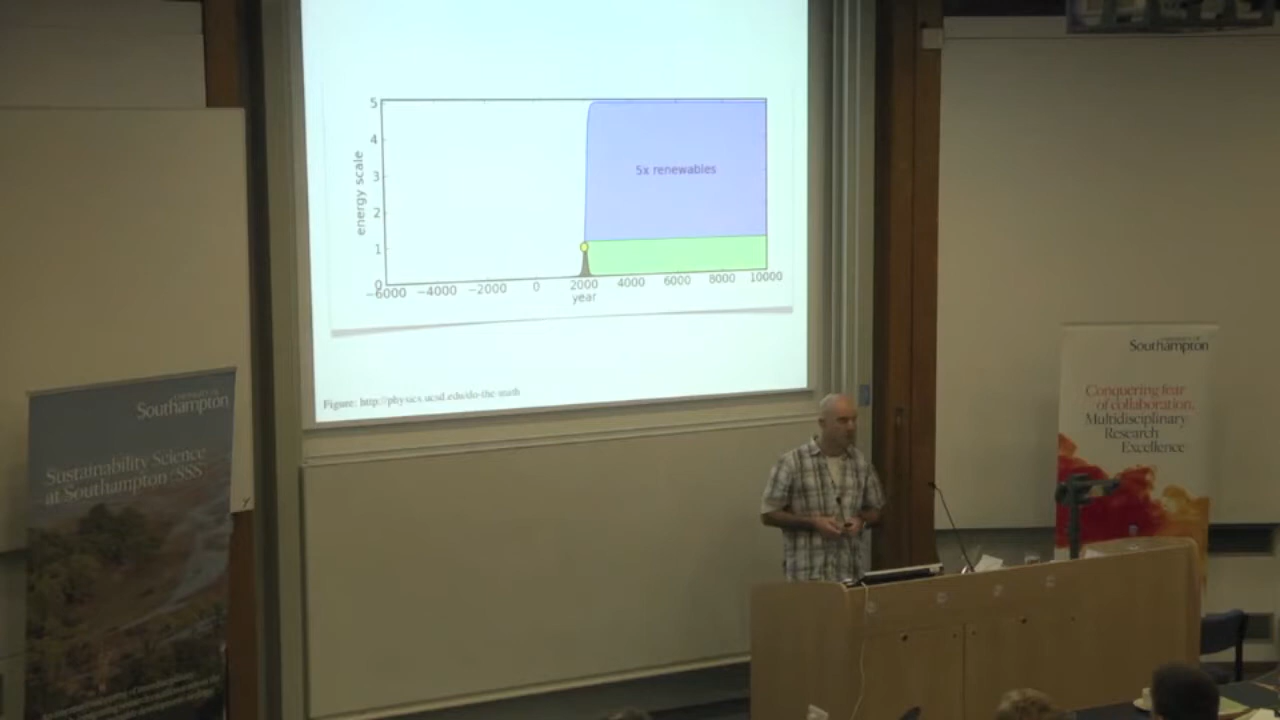 5
4
3
2
1
0
energy scale
5x renewables
−6000 −4000 −2000 0 2000 4000 6000 8000 10000
year
Figure: http://physics.ucsd.edu/do-the-math
Southampton
Sustainability Science
at Southampton :SSS
UNIVERSITY OF
Southampton
Conquering fear
of collaboration.
Multidisciplinary
Research
Excellence